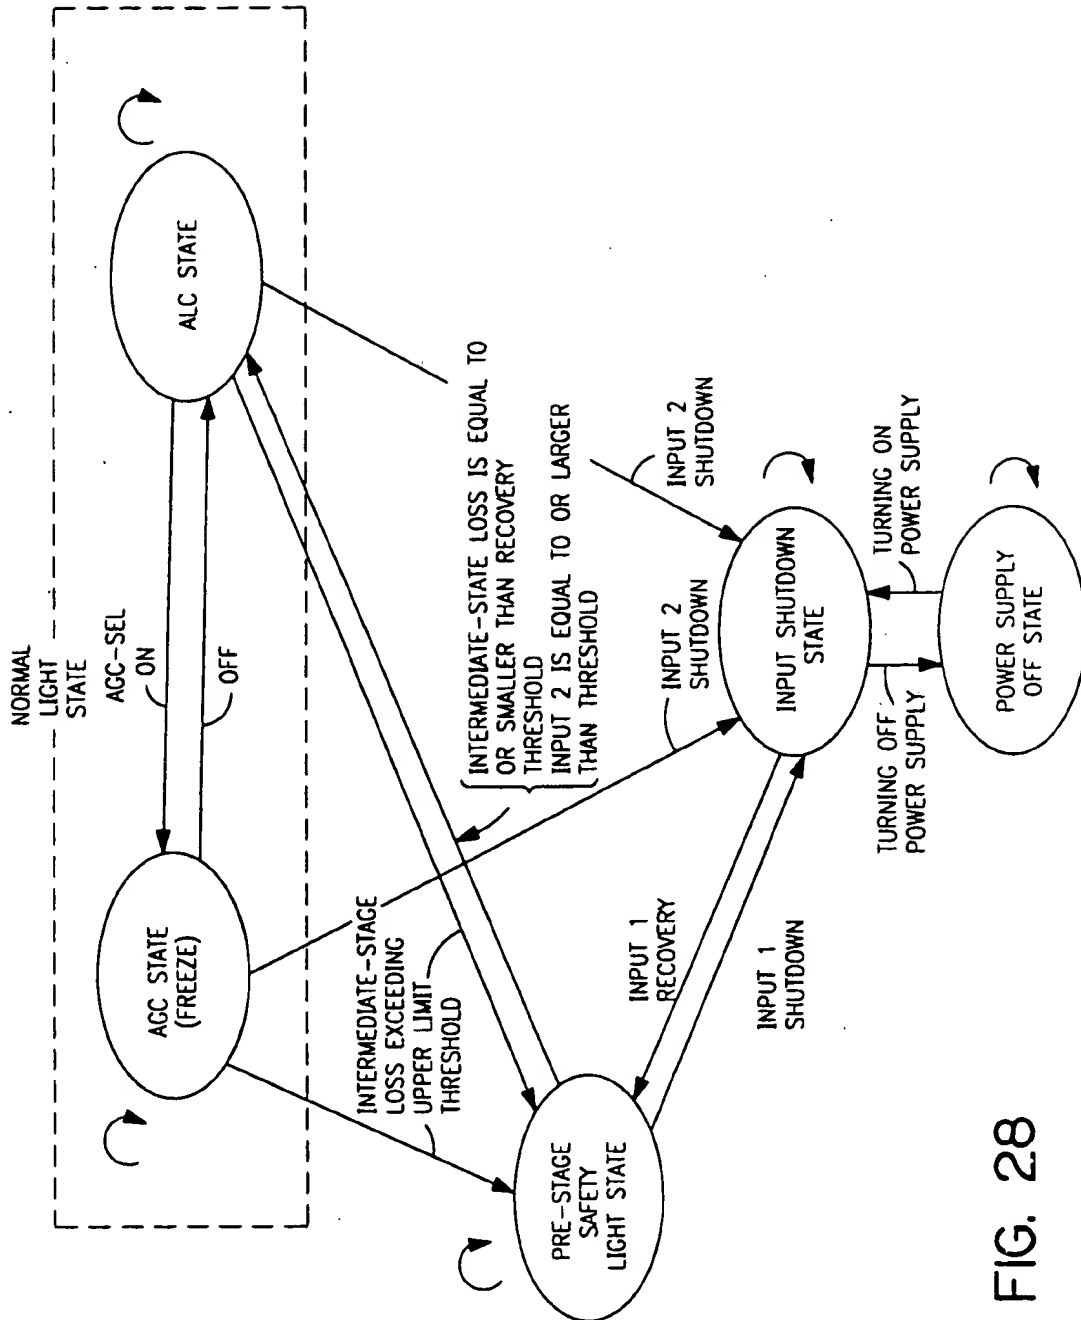 NORMAL
LIGHT
STATE
AGC-SEL
ON
OFF
AGC STATE
(FREEZE)
ALC STATE
INTERMEDIATE-STAGE
LOSS EXCEEDING
UPPER LIMIT
THRESHOLD
INTERMEDIATE-STATE LOSS IS EQUAL TO
OR SMALLER THAN RECOVERY
THRESHOLD
INPUT 2 IS EQUAL TO OR LARGER
THAN THRESHOLD
PRE-STAGE
SAFETY
LIGHT STATE
INPUT 1
RECOVERY
INPUT 1
SHUTDOWN
INPUT 2
SHUTDOWN
INPUT 2
SHUTDOWN
INPUT SHUTDOWN
STATE
TURNING OFF
POWER SUPPLY
TURNING ON
POWER SUPPLY
POWER SUPPLY
OFF STATE
FIG. 28